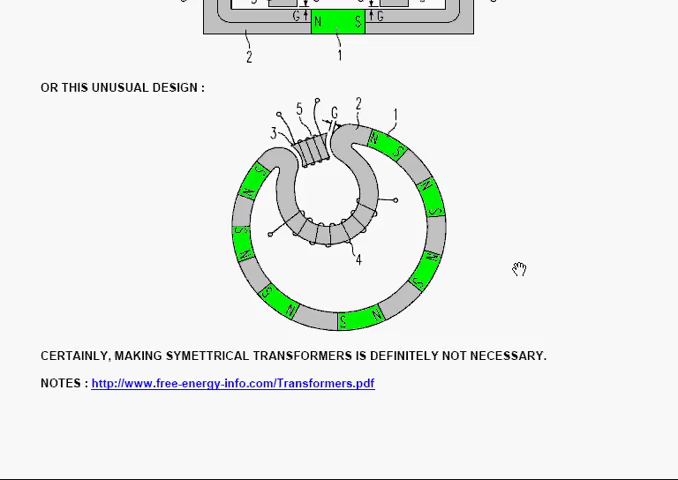 G
N
S
G
2
1
OR THIS UNUSUAL DESIGN :
5
G
2
1
3
N
S
S
N
N
S
S
N
N
S
S
N
S
N
4
CERTAINLY, MAKING SYMETTRICAL TRANSFORMERS IS DEFINITELY NOT NECESSARY.
NOTES : http://www.free-energy-info.com/Transformers.pdf